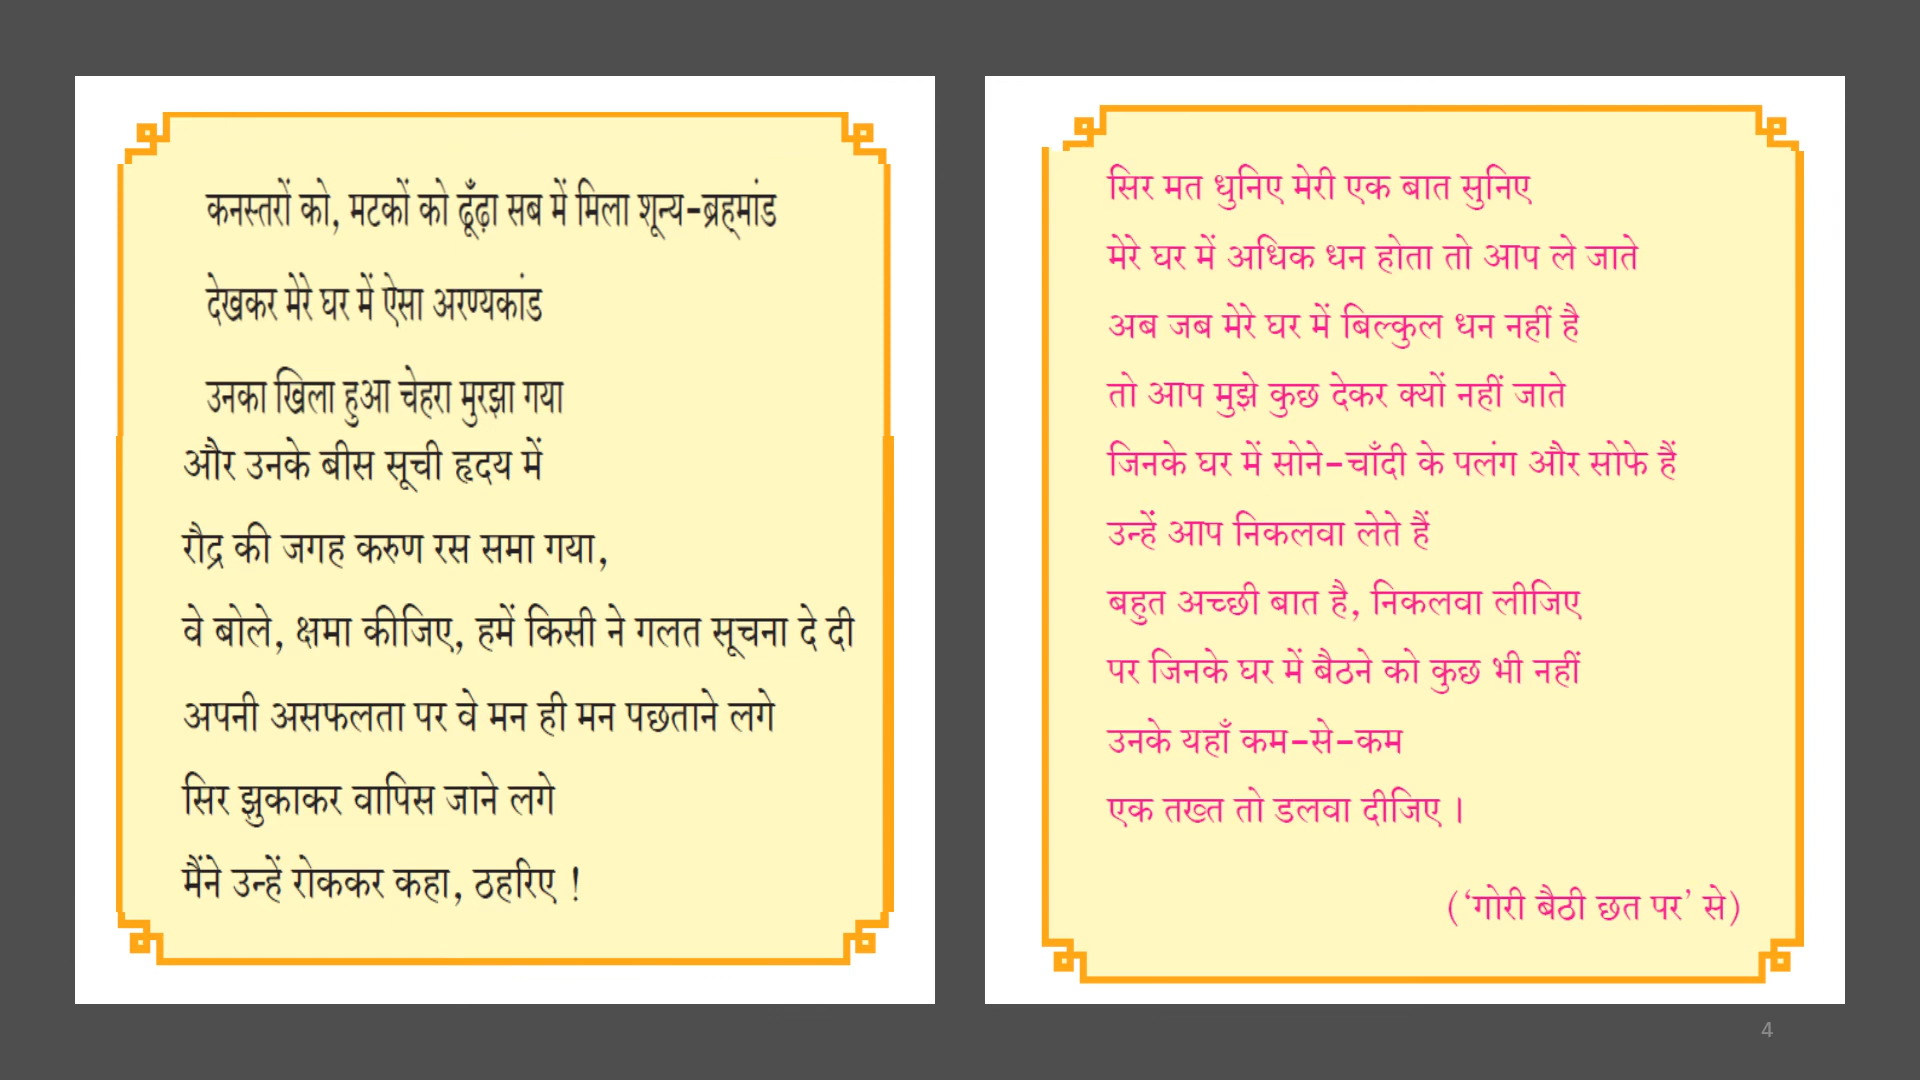 कनस्तरों को, मटकों को ढूँढ़ा सब में मिला शून्य-ब्रह्मांड
देखकर मेरे घर में ऐसा अरण्यकांड
उनका खिला हुआ चेहरा मुरझा गया
और उनके बीस सूची हृदय में
रौद्र की जगह करुण रस समा गया,
वे बोले, क्षमा कीजिए, हमें किसी ने गलत सूचना दे दी
अपनी असफलता पर वे मन ही मन पछताने लगे
सिर झुकाकर वापिस जाने लगे
मैंने उन्हें रोककर कहा, ठहरिए !
सिर मत धुनिए मेरी एक बात सुनिए
मेरे घर में अधिक धन होता तो आप ले जाते
अब जब मेरे घर में बिल्कुल धन नहीं है
तो आप मुझे कुछ देकर क्यों नहीं जाते
जिनके घर में सोने-चाँदी के पलंग और सोफे हैं
उन्हें आप निकलवा लेते हैं
बहुत अच्छी बात है, निकलवा लीजिए
पर जिनके घर में बैठने को कुछ भी नहीं
उनके यहाँ कम-से-कम
एक तख्त तो डलवा दीजिए ।
(‘गोरी बैठी छत पर’ से)
4